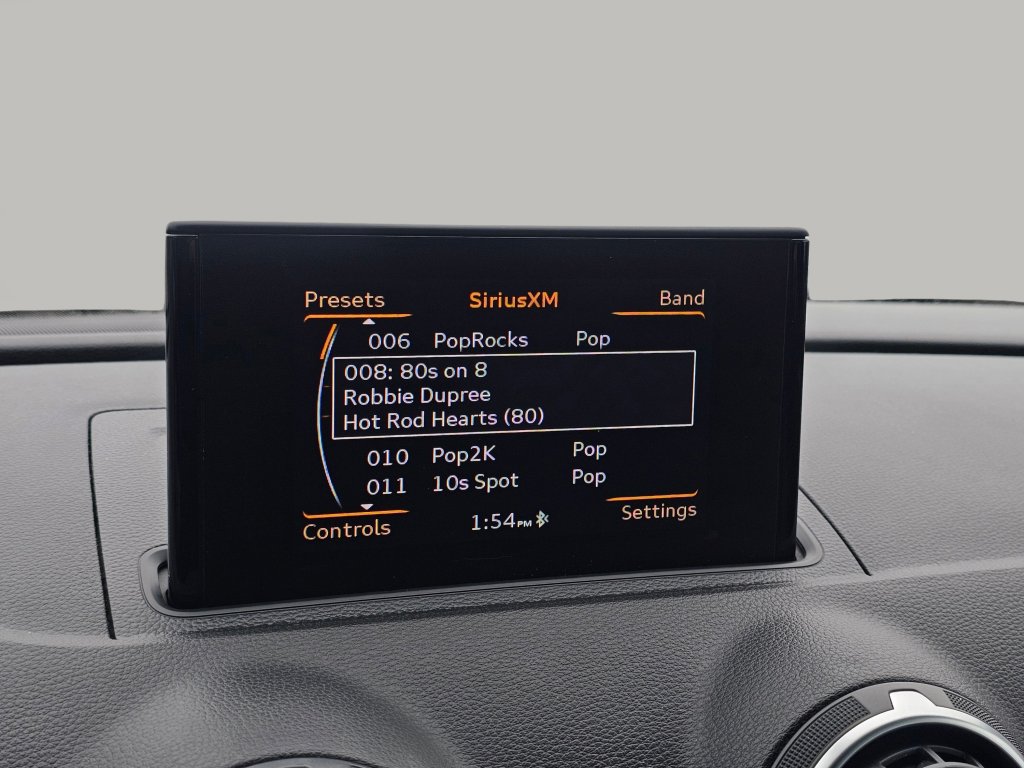 Presets SiriusXM Band
006 PopRocks Pop
008: 80s on 8
Robbie Dupree
Hot Rod Hearts (80)
010 Pop2K Pop
011 10s Spot Pop
Controls 1:54PM Settings